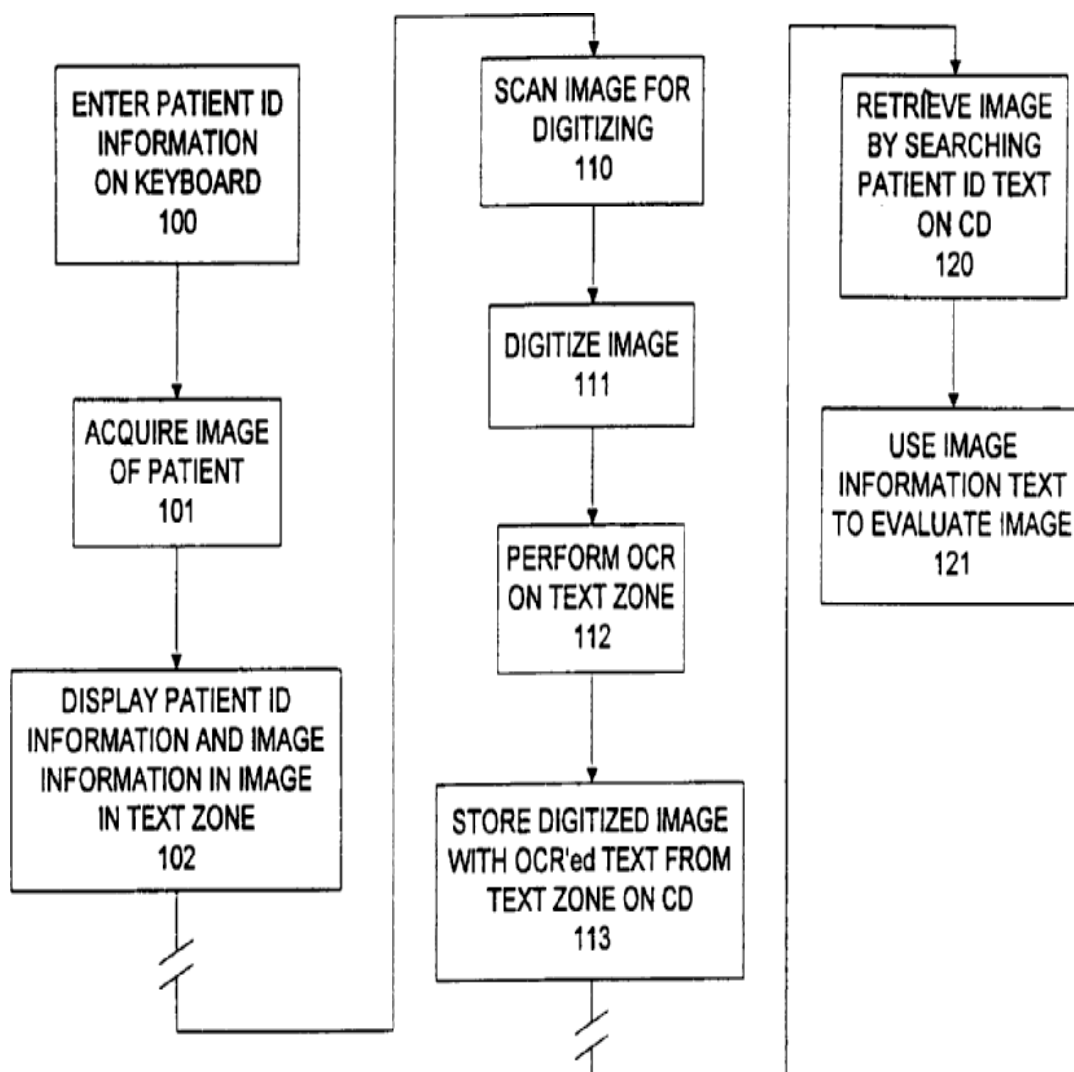 ENTER PATIENT ID
INFORMATION
ON KEYBOARD
100
ACQUIRE IMAGE
OF PATIENT
101
DISPLAY PATIENT ID
INFORMATION AND IMAGE
INFORMATION IN IMAGE
IN TEXT ZONE
102
SCAN IMAGE FOR
DIGITIZING
110
DIGITIZE IMAGE
111
PERFORM OCR
ON TEXT ZONE
112
STORE DIGITIZED IMAGE
WITH OCR'ed TEXT FROM
TEXT ZONE ON CD
113
RETRIEVE IMAGE
BY SEARCHING
PATIENT ID TEXT
ON CD
120
USE IMAGE
INFORMATION TEXT
TO EVALUATE IMAGE
121